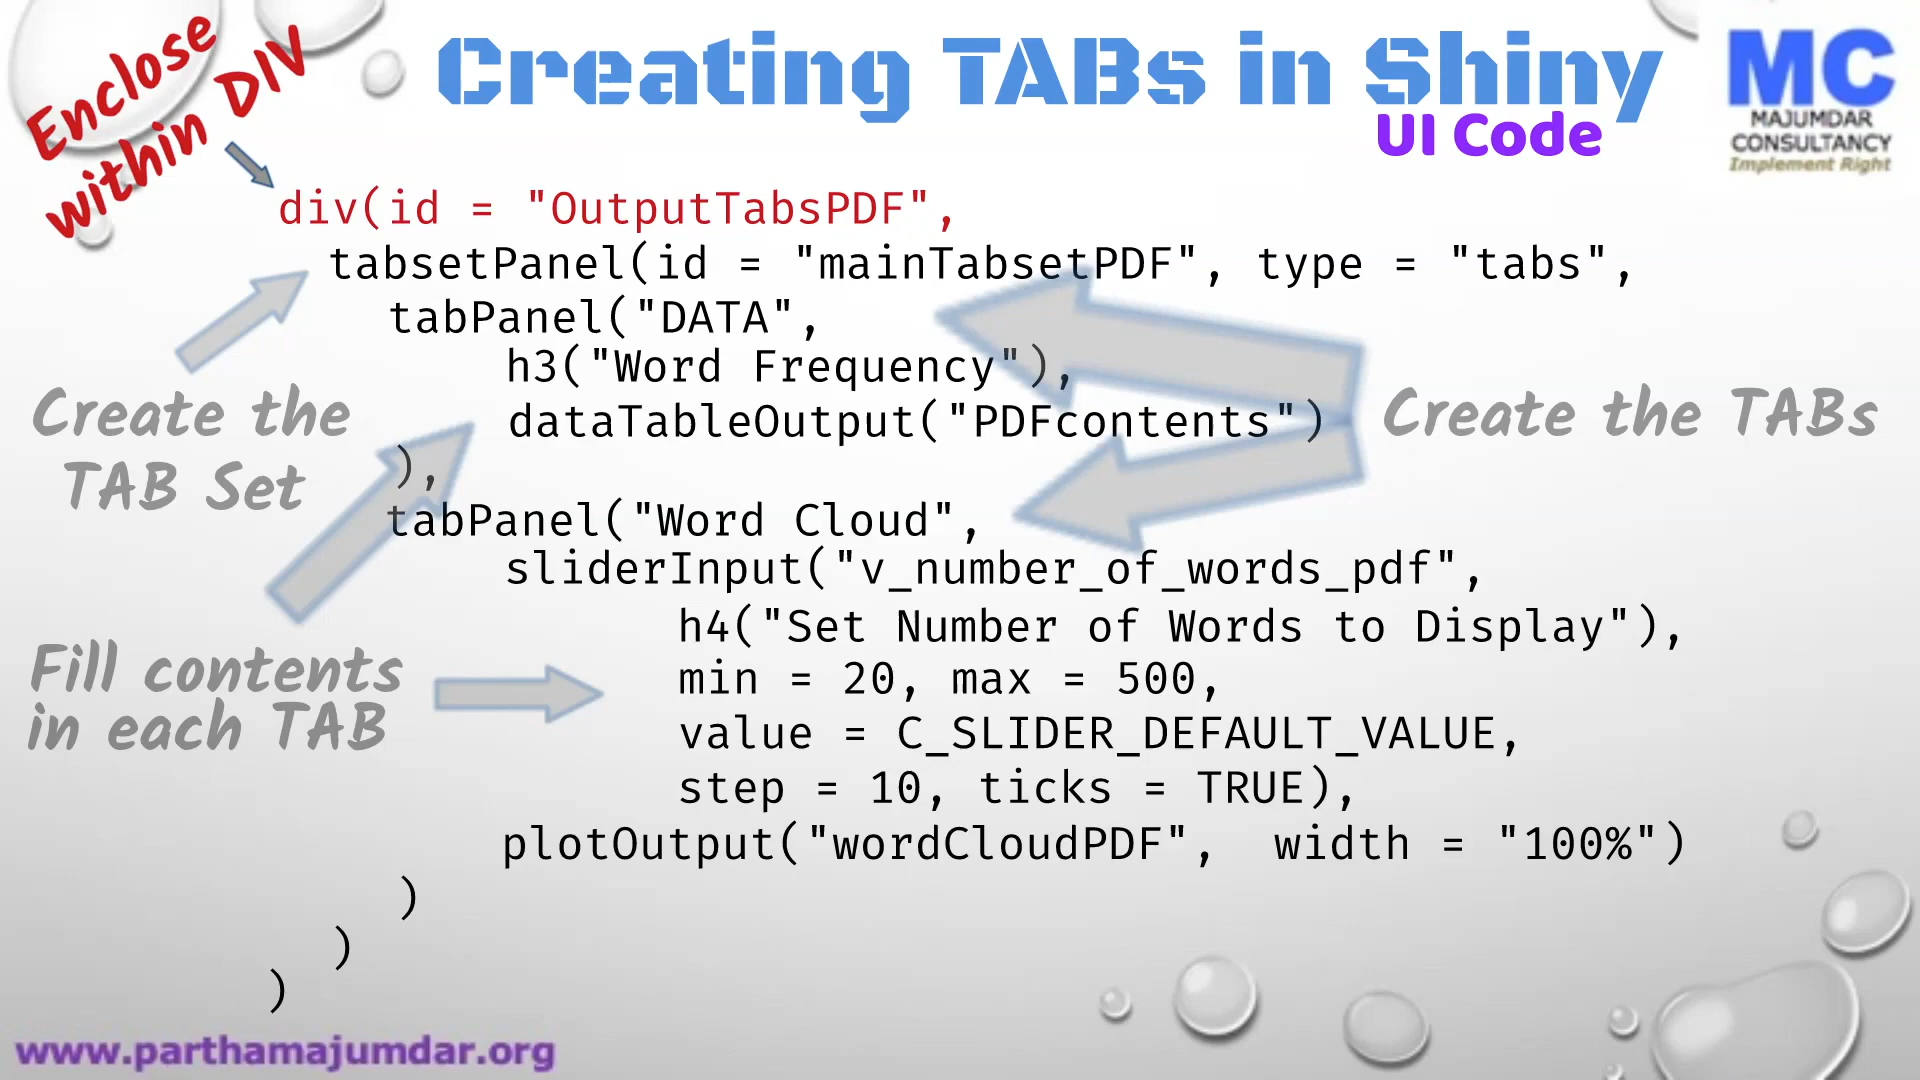 Enclose
within DIV
Creating TABs in Shiny
UI Code
MC
MAJUMDAR
CONSULTANCY
Implement Right
div(id = "OutputTabsPDF",
tabsetPanel(id = "mainTabsetPDF", type = "tabs",
tabPanel("DATA",
h3("Word Frequency"),
dataTableOutput("PDFcontents")
),
tabPanel("Word Cloud",
sliderInput("v_number_of_words_pdf",
h4("Set Number of Words to Display"),
min = 20, max = 500,
value = C_SLIDER_DEFAULT_VALUE,
step = 10, ticks = TRUE),
plotOutput("wordCloudPDF", width = "100%")
)
)
)
Create the
TAB Set
Create the TABs
Fill contents
in each TAB
www.parthamajumdar.org